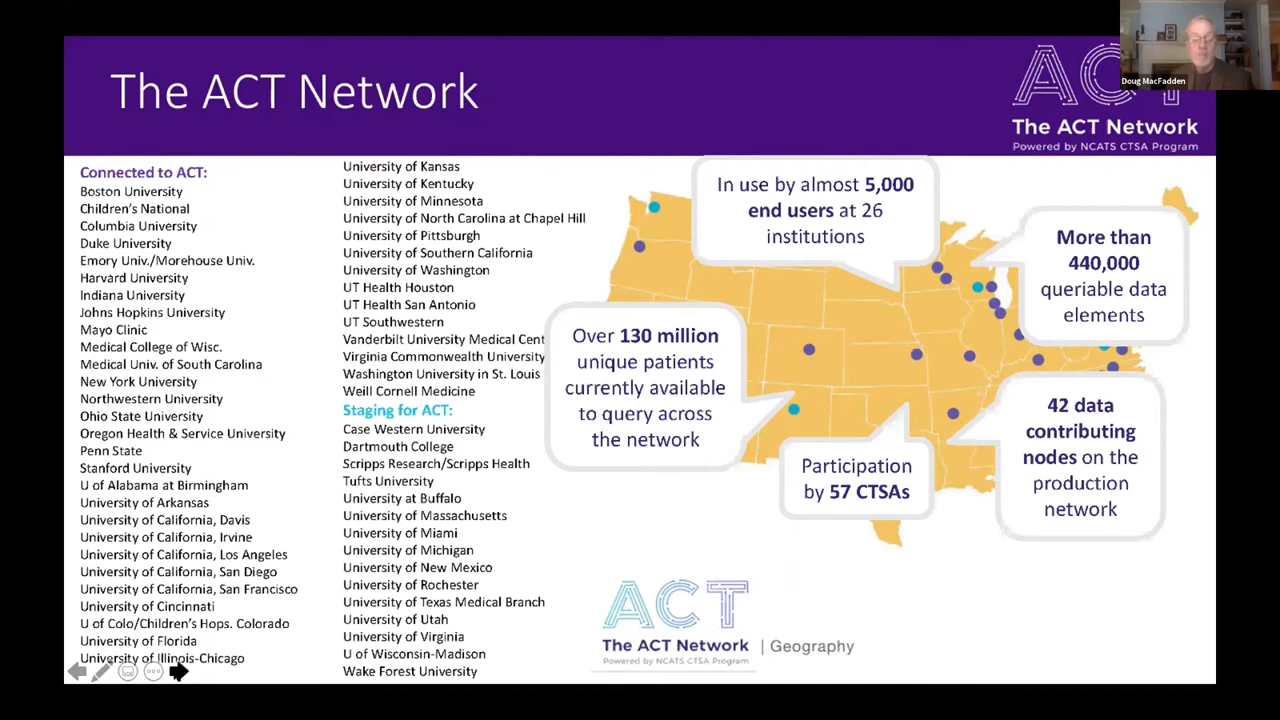 Doug MacFadden
The ACT Network
ACT
The ACT Network
Powered by NCATS CTSA Program
Connected to ACT:
Boston University
Children's National
Columbia University
Duke University
Emory Univ./Morehouse Univ.
Harvard University
Indiana University
Johns Hopkins University
Mayo Clinic
Medical College of Wisc.
Medical Univ. of South Carolina
New York University
Northwestern University
Ohio State University
Oregon Health & Service University
Penn State
Stanford University
U of Alabama at Birmingham
University of Arkansas
University of California, Davis
University of California, Irvine
University of California, Los Angeles
University of California, San Diego
University of California, San Francisco
University of Cincinnati
U of Colo/Children's Hops. Colorado
University of Florida
University of Illinois-Chicago
University of Kansas
University of Kentucky
University of Minnesota
University of North Carolina at Chapel Hill
University of Pittsburgh
University of Southern California
University of Washington
UT Health Houston
UT Health San Antonio
UT Southwestern
Vanderbilt University Medical Cent
Virginia Commonwealth University
Washington University in St. Louis
Weill Cornell Medicine
Staging for ACT:
Case Western University
Dartmouth College
Scripps Research/Scripps Health
Tufts University
University at Buffalo
University of Massachusetts
University of Miami
University of Michigan
University of New Mexico
University of Rochester
University of Texas Medical Branch
University of Utah
University of Virginia
U of Wisconsin-Madison
Wake Forest University
In use by almost 5,000
end users at 26
institutions
More than
440,000
queriable data
elements
Over 130 million
unique patients
currently available
to query across
the network
Participation
by 57 CTSAs
42 data
contributing
nodes on the
production
network
ACT
The ACT Network | Geography
Powered by NCATS CTSA Program